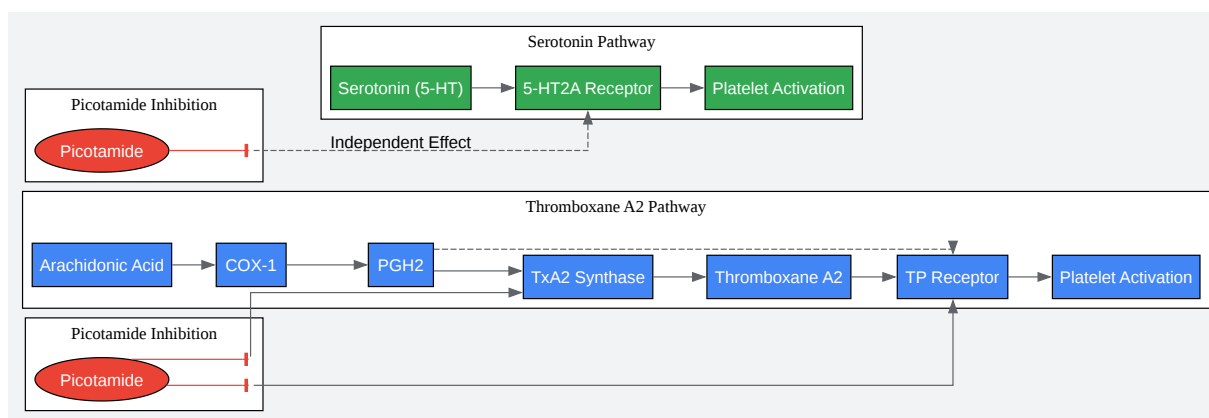 Serotonin Pathway
Serotonin (5-HT)
5-HT2A Receptor
Platelet Activation
Picotamide Inhibition
Picotamide
Independent Effect
Thromboxane A2 Pathway
Arachidonic Acid
COX-1
PGH2
TxA2 Synthase
Thromboxane A2
TP Receptor
Platelet Activation
Picotamide Inhibition
Picotamide